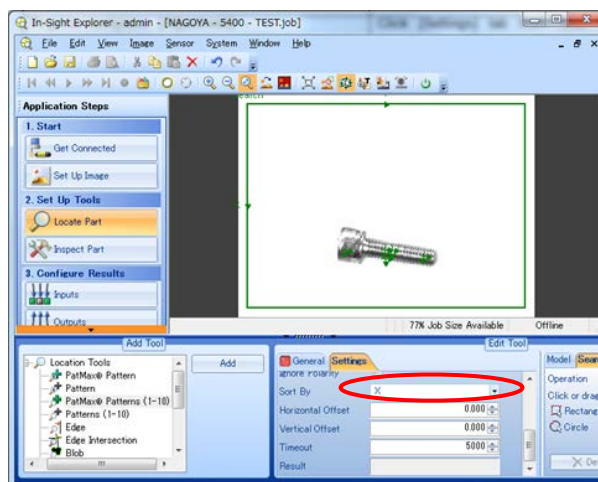 In-Sight Explorer - admin - [NAGOYA - 5400 - TEST.job]
File Edit View Image Sensor System Window Help
Application Steps
1. Start
Get Connected
Set Up Image
2. Set Up Tools
Locate Part
Inspect Part
3. Configure Results
Inputs
Outputs
77% Job Size Available Offline
Add Tool
Edit Tool
Location Tools
PatMax® Pattern
Pattern
PatMax® Patterns (1-10)
Patterns (1-10)
Edge
Edge Intersection
Blob
Add
General Settings
Ignore Polarity
Sort By X
Horizontal Offset 0.000
Vertical Offset 0.000
Timeout 5000
Result
Model
Operation
Click or drag
Circle